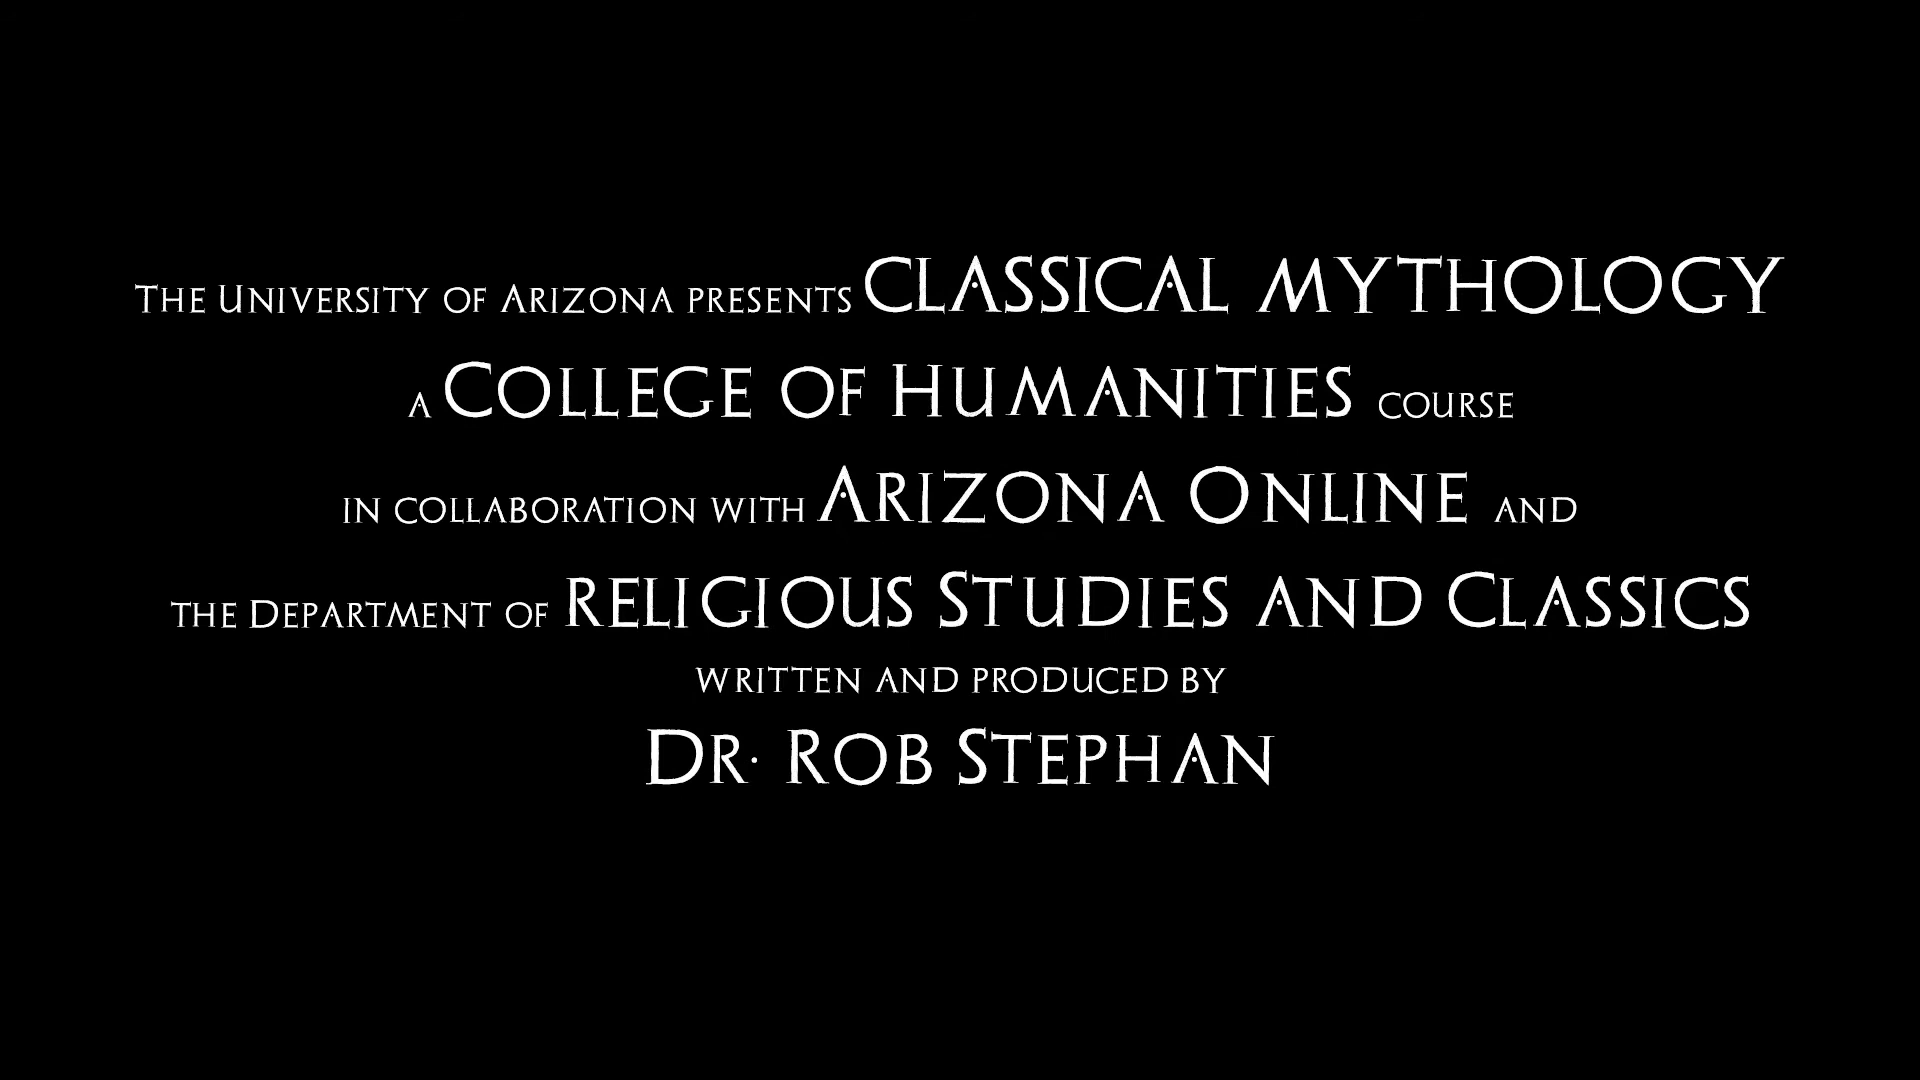 The University of Arizona presents CLASSICAL MYTHOLOGY
a College of Humanities course
in collaboration with Arizona Online and
the Department of Religious Studies and Classics
written and produced by
Dr. Rob Stephan